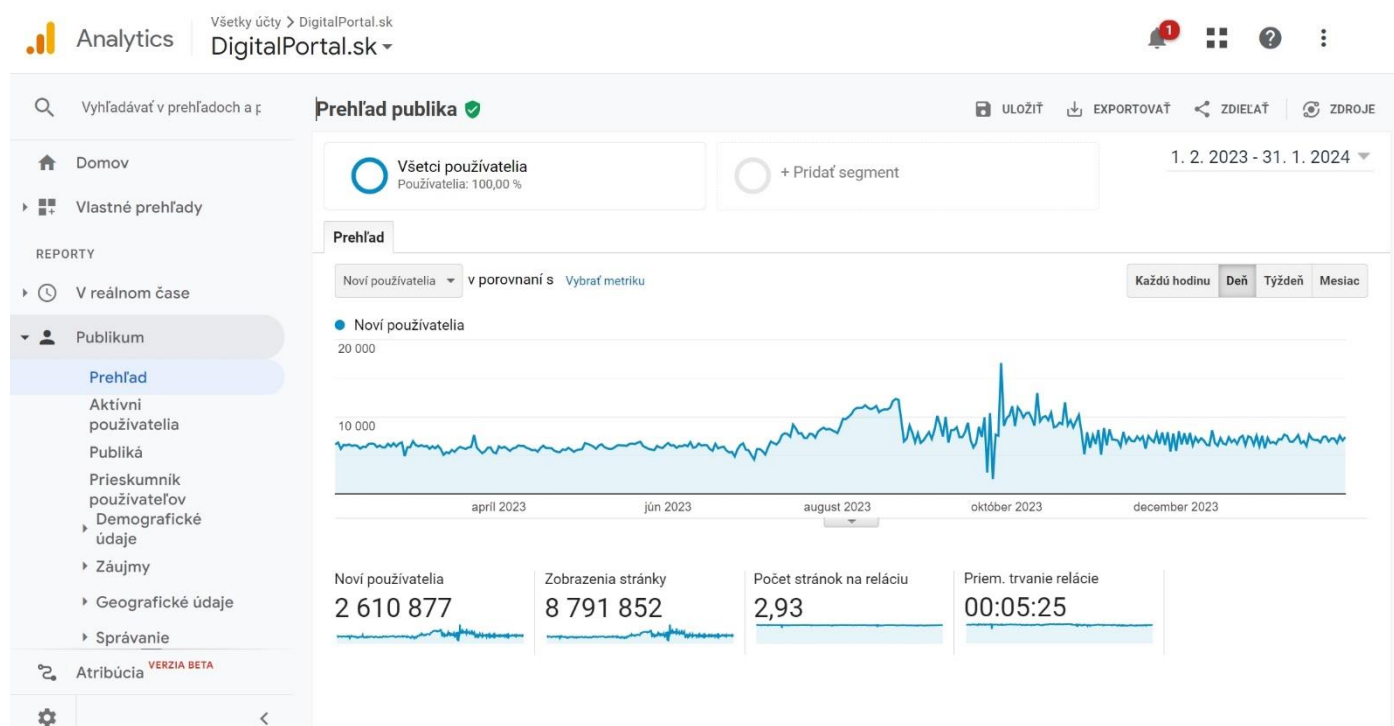 Všetky účty > DigitalPortal.sk
Analytics
DigitalPortal.sk
1
Vyhľadávať v prehľadoch a p
Prehľad publika
ULOŽIŤ
EXPORTOVAŤ
ZDIEĽAŤ
ZDROJE
Domov
Vlastné prehľady
REPORTY
V reálnom čase
Publikum
Prehľad
Aktívni
používatelia
Publiká
Prieskumník
používateľov
Demografické
údaje
Záujmy
Geografické údaje
Správanie
Atribúcia VERZIA BETA
Všetci používatelia
Používatelia: 100,00 %
+ Pridať segment
1. 2. 2023 - 31. 1. 2024
Prehľad
Noví používatelia
v porovnaní s
Vybrať metriku
Každú hodinu
Deň
Týždeň
Mesiac
Noví používatelia
20 000
10 000
apríl 2023
jún 2023
august 2023
október 2023
december 2023
Noví používatelia
2 610 877
Zobrazenia stránky
8 791 852
Počet stránok na reláciu
2,93
Priem. trvanie relácie
00:05:25